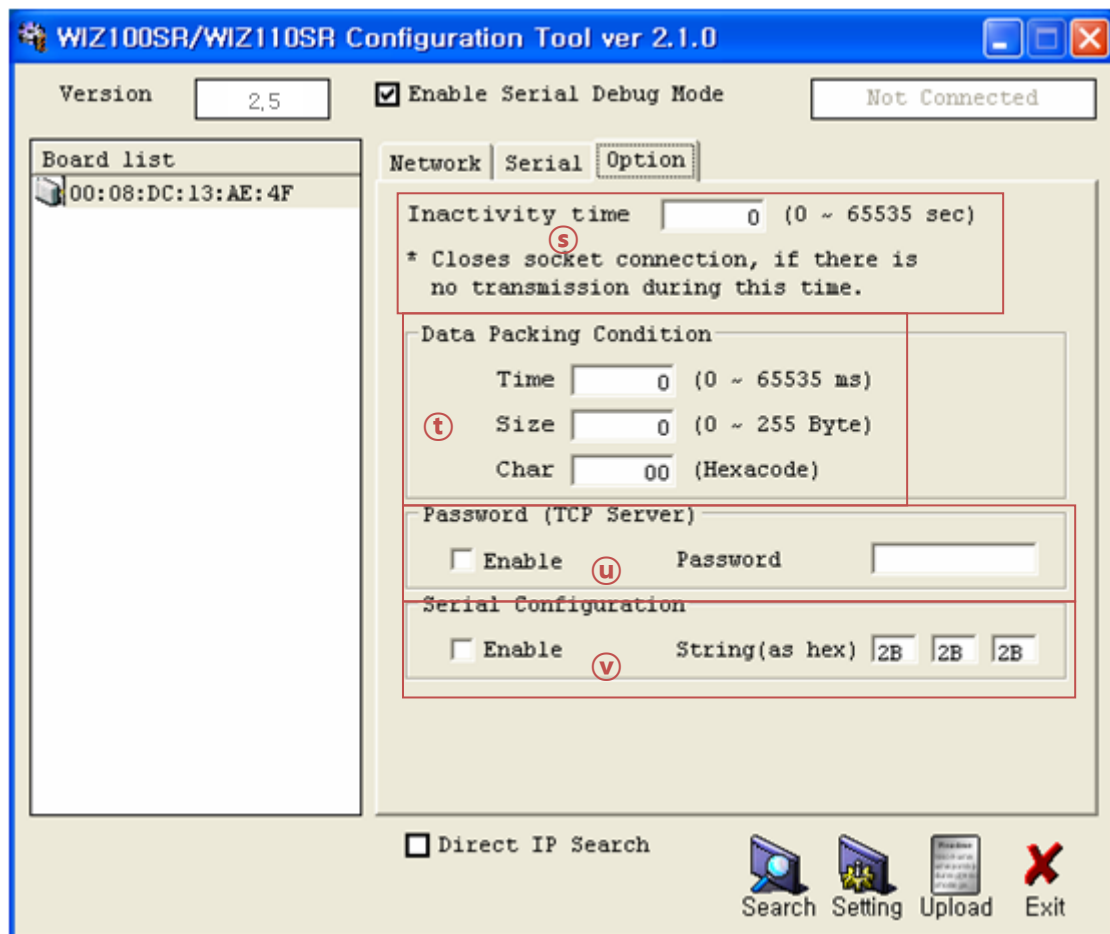 WIZ100SR/WIZ110SR Configuration Tool ver 2.1.0
Version 2,5 Enable Serial Debug Mode Not Connected
Board list
00:08:DC:13:AE:4F
Network Serial Option
Inactivity time 0 (0 ~ 65535 sec)
ⓢ
* Closes socket connection, if there is
no transmission during this time.
Data Packing Condition
Time 0 (0 ~ 65535 ms)
ⓣ Size 0 (0 ~ 255 Byte)
Char 00 (Hexacode)
Password (TCP Server)
Enable ⓤ Password
Serial Configuration
Enable ⓥ String(as hex) 2B 2B 2B
Direct IP Search
Search Setting Upload Exit